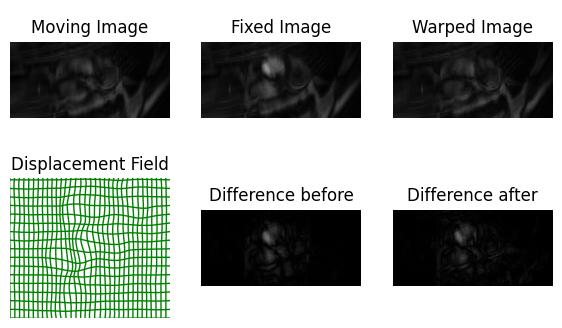 Moving Image
Fixed Image
Warped Image
Displacement Field
Difference before
Difference after